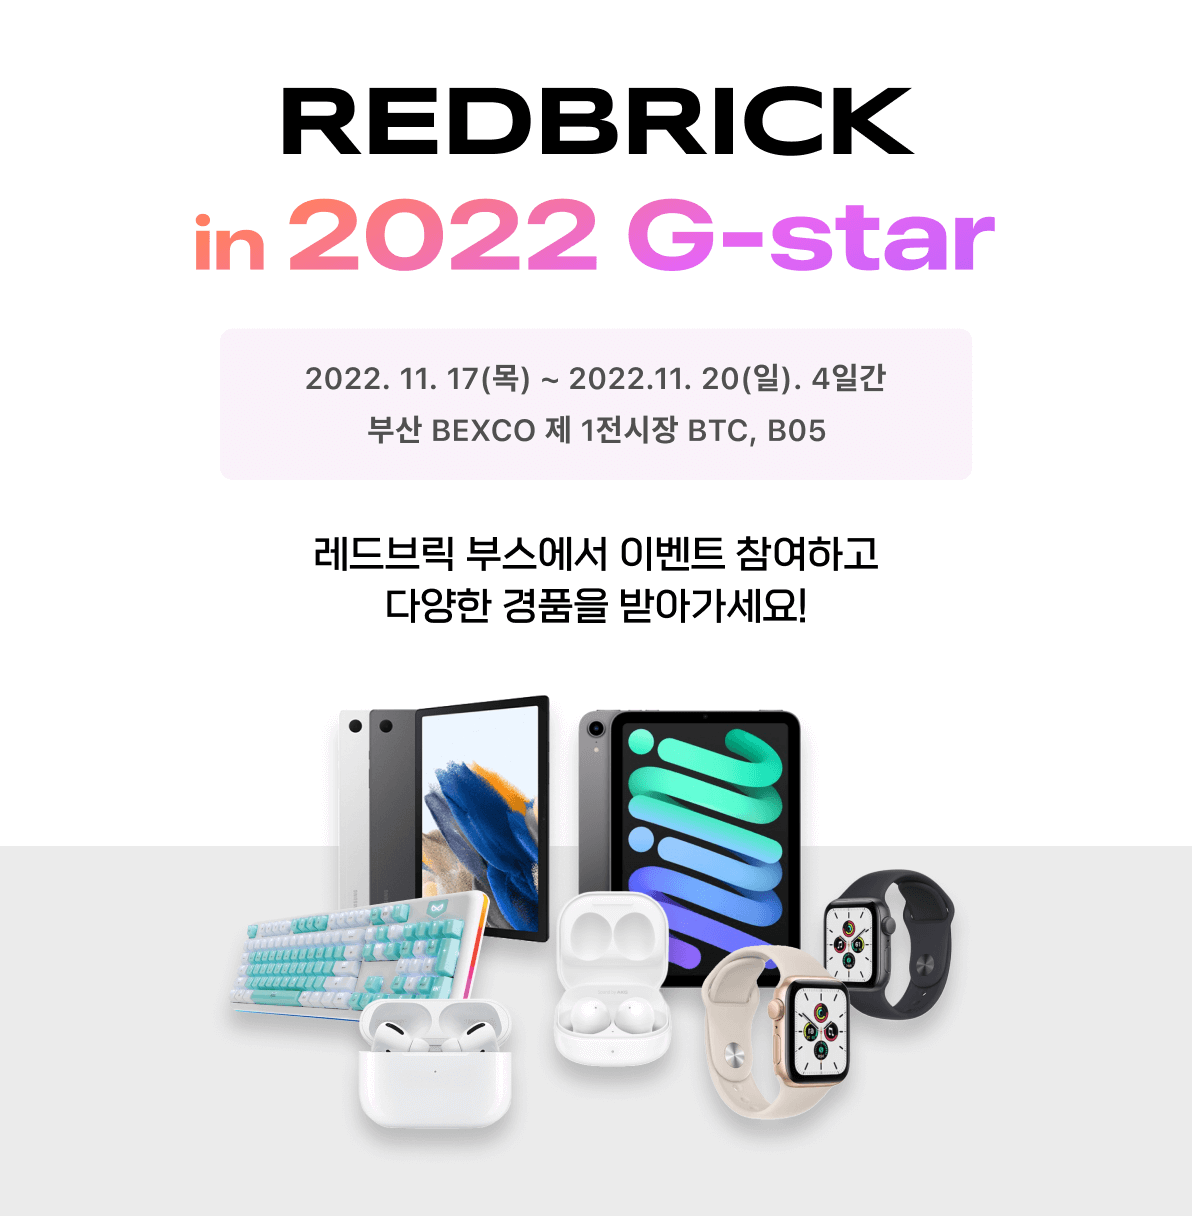 REDBRICK
in 2022 G-star
2022. 11. 17(목) ~ 2022.11. 20(일). 4일간
부산 BEXCO 제 1전시장 BTC, B05
레드브릭 부스에서 이벤트 참여하고
다양한 경품을 받아가세요!